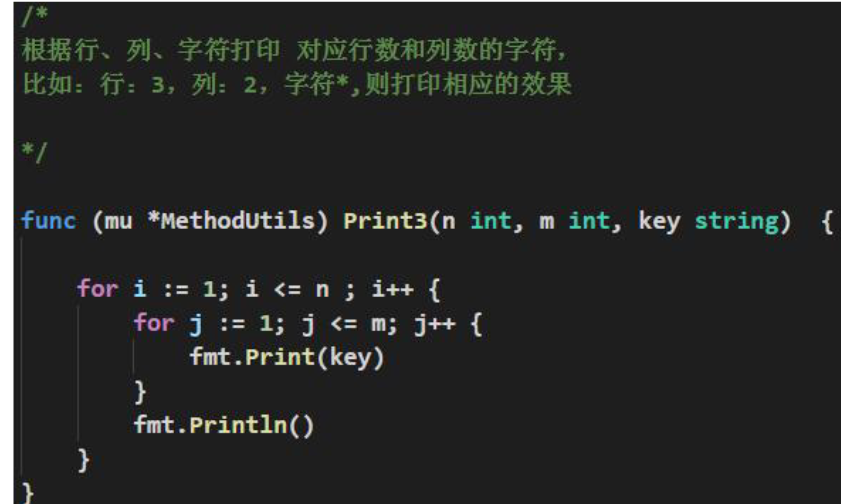 /*
根据行、列、字符打印 对应行数和列数的字符,
比如：行：3，列：2，字符*,则打印相应的效果
*/
func (mu *MethodUtils) Print3(n int, m int, key string)  {
for i := 1; i <= n ; i++ {
for j := 1; j <= m; j++ {
fmt.Print(key)
}
fmt.Println()
}
}